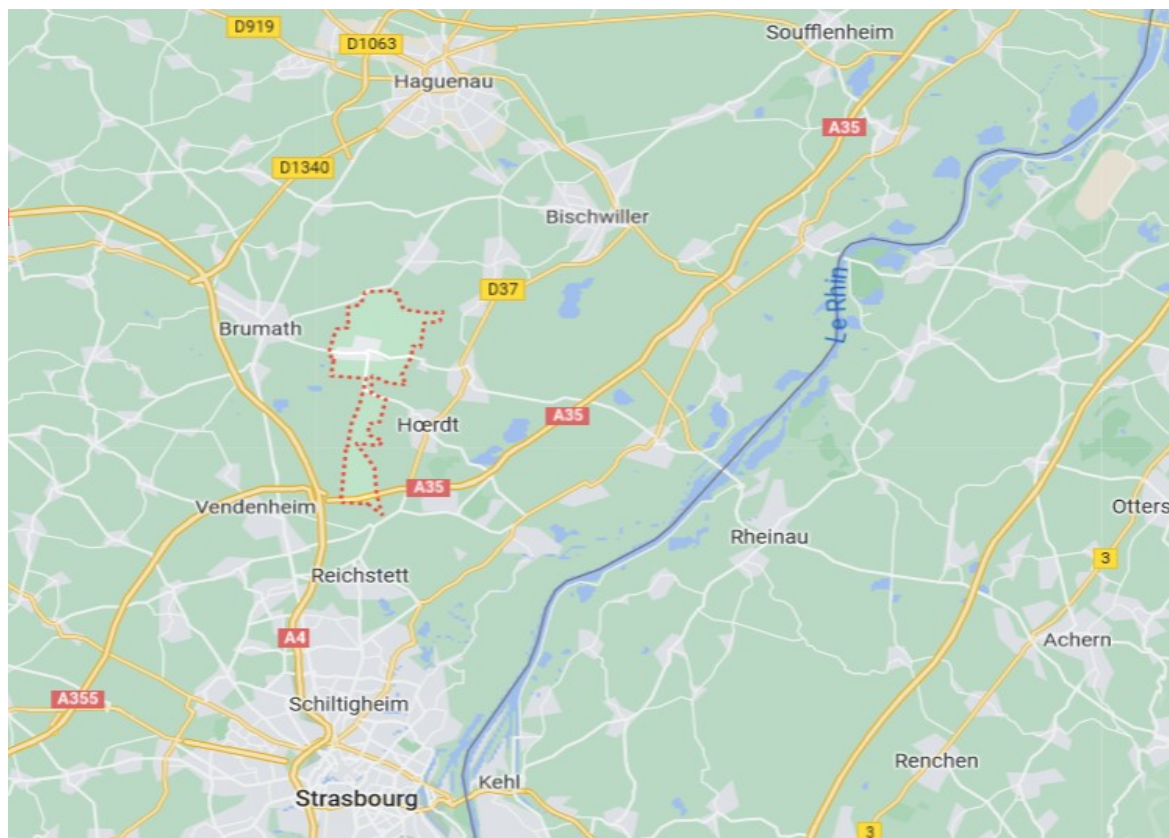 D919
D1063
Soufflenheim
Haguenau
A35
D1340
Bischwiller
D37
Le Rhin
Brumath
A35
Hœrdt
A35
Vendenheim
Rheinau
Otters
3
Reichstett
A4
Achern
A355
Schiltigheim
Renchen
Kehl
Strasbourg
3